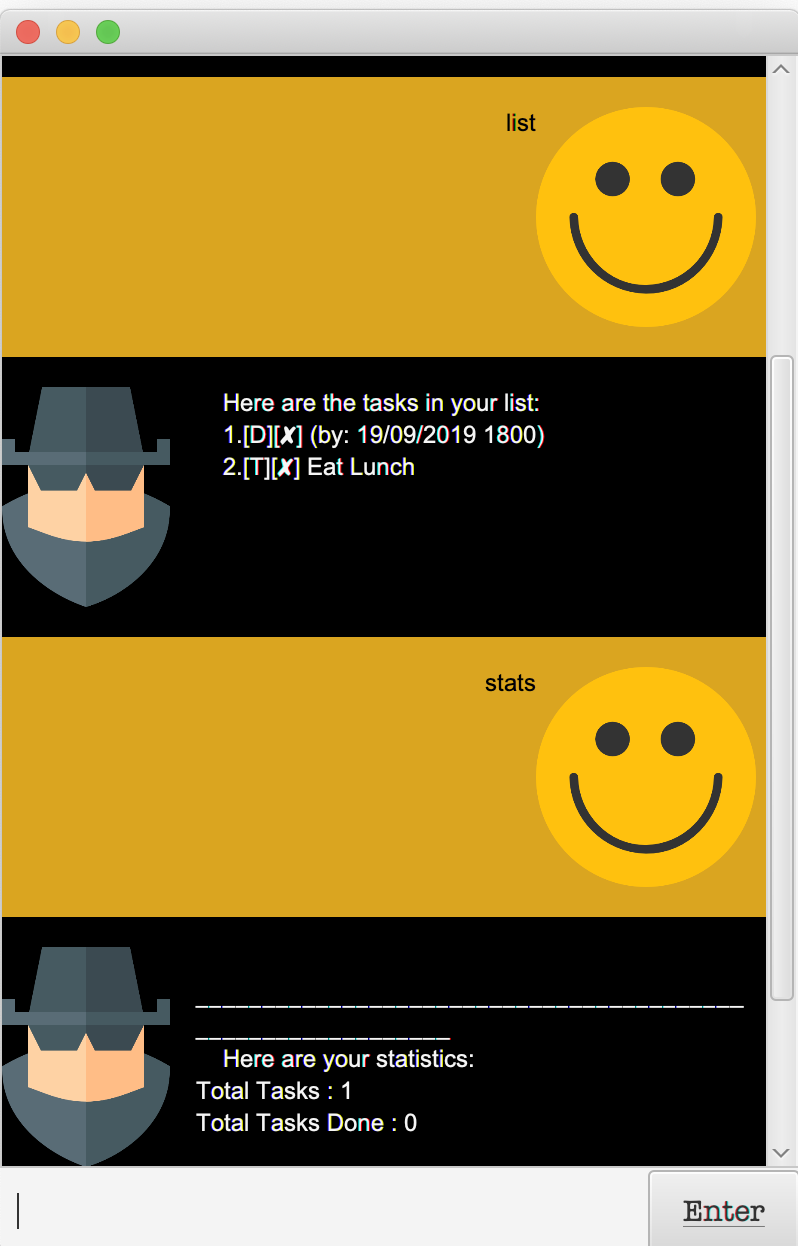 list
Here are the tasks in your list:
1.[D][✘] (by: 19/09/2019 1800)
2.[T][✘] Eat Lunch
stats
____________________________________________________________
Here are your statistics:
Total Tasks : 1
Total Tasks Done : 0
Enter